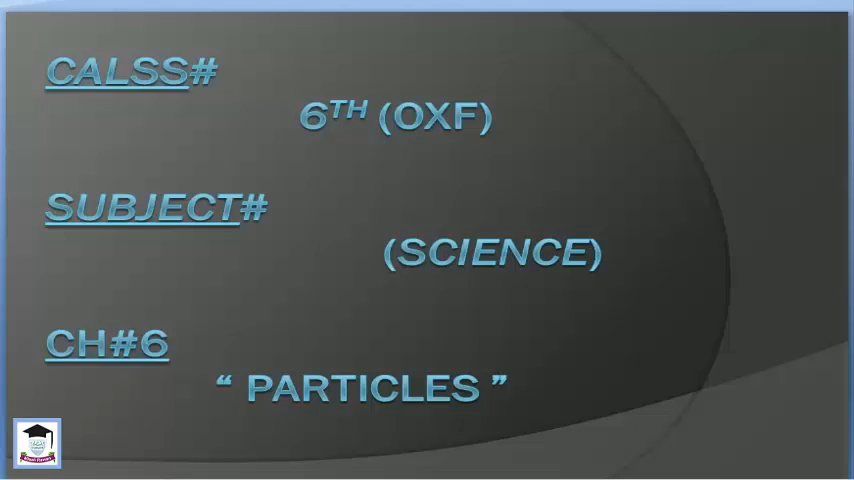 CALSS#
6TH (OXF)
SUBJECT#
(SCIENCE)
CH#6
“ PARTICLES ”